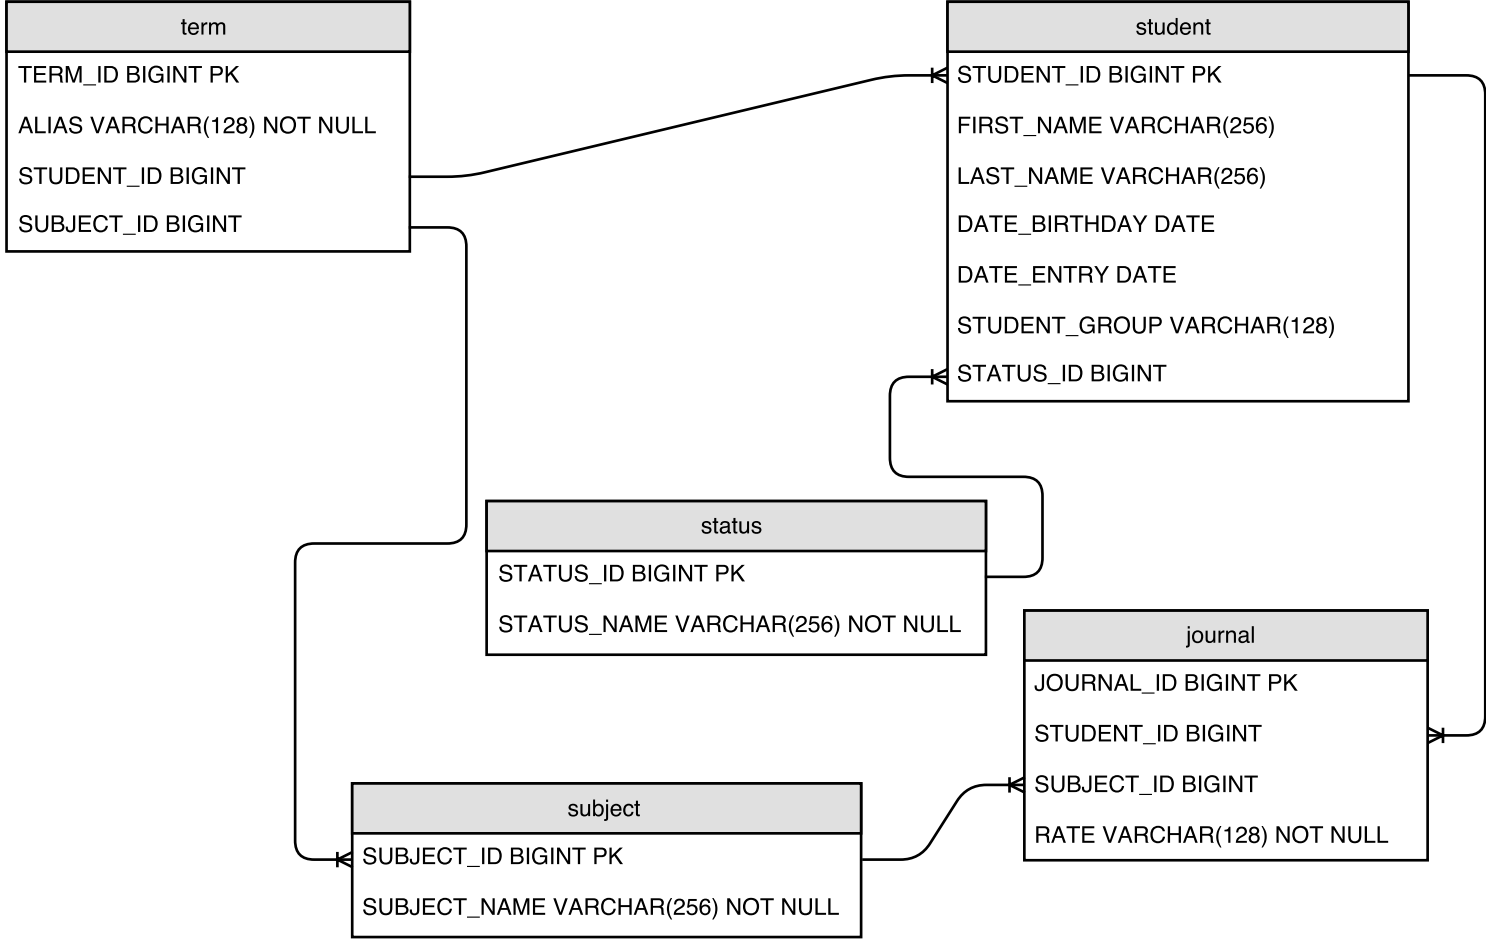 term
TERM_ID BIGINT PK
ALIAS VARCHAR(128) NOT NULL
STUDENT_ID BIGINT
SUBJECT_ID BIGINT
student
STUDENT_ID BIGINT PK
FIRST_NAME VARCHAR(256)
LAST_NAME VARCHAR(256)
DATE_BIRTHDAY DATE
DATE_ENTRY DATE
STUDENT_GROUP VARCHAR(128)
STATUS_ID BIGINT
status
STATUS_ID BIGINT PK
STATUS_NAME VARCHAR(256) NOT NULL
journal
JOURNAL_ID BIGINT PK
STUDENT_ID BIGINT
SUBJECT_ID BIGINT
RATE VARCHAR(128) NOT NULL
subject
SUBJECT_ID BIGINT PK
SUBJECT_NAME VARCHAR(256) NOT NULL